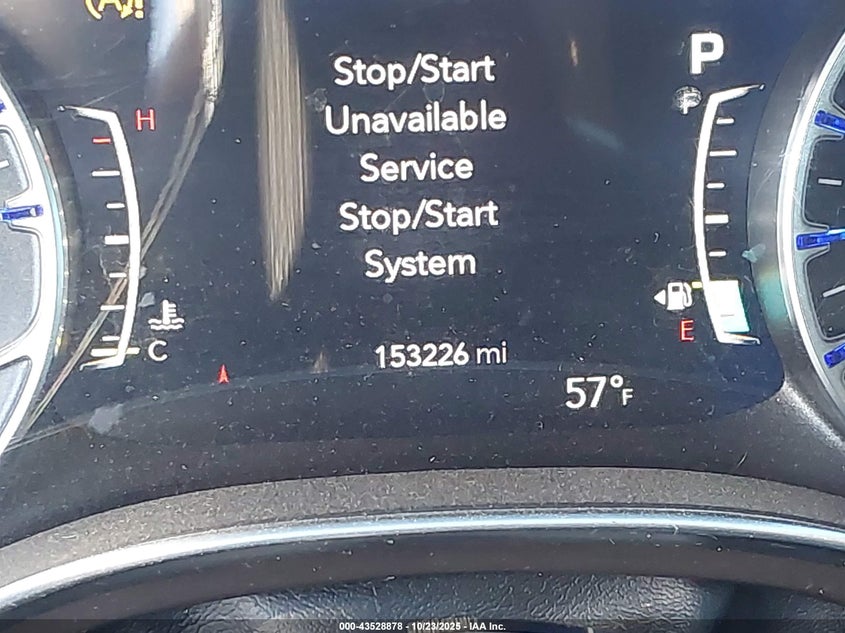 (A)!
P
Stop/Start
Unavailable
Service
Stop/Start
System
H
F
C
E
153226 mi
57°F
000-43528878 - 10/23/2025 - IAA Inc.